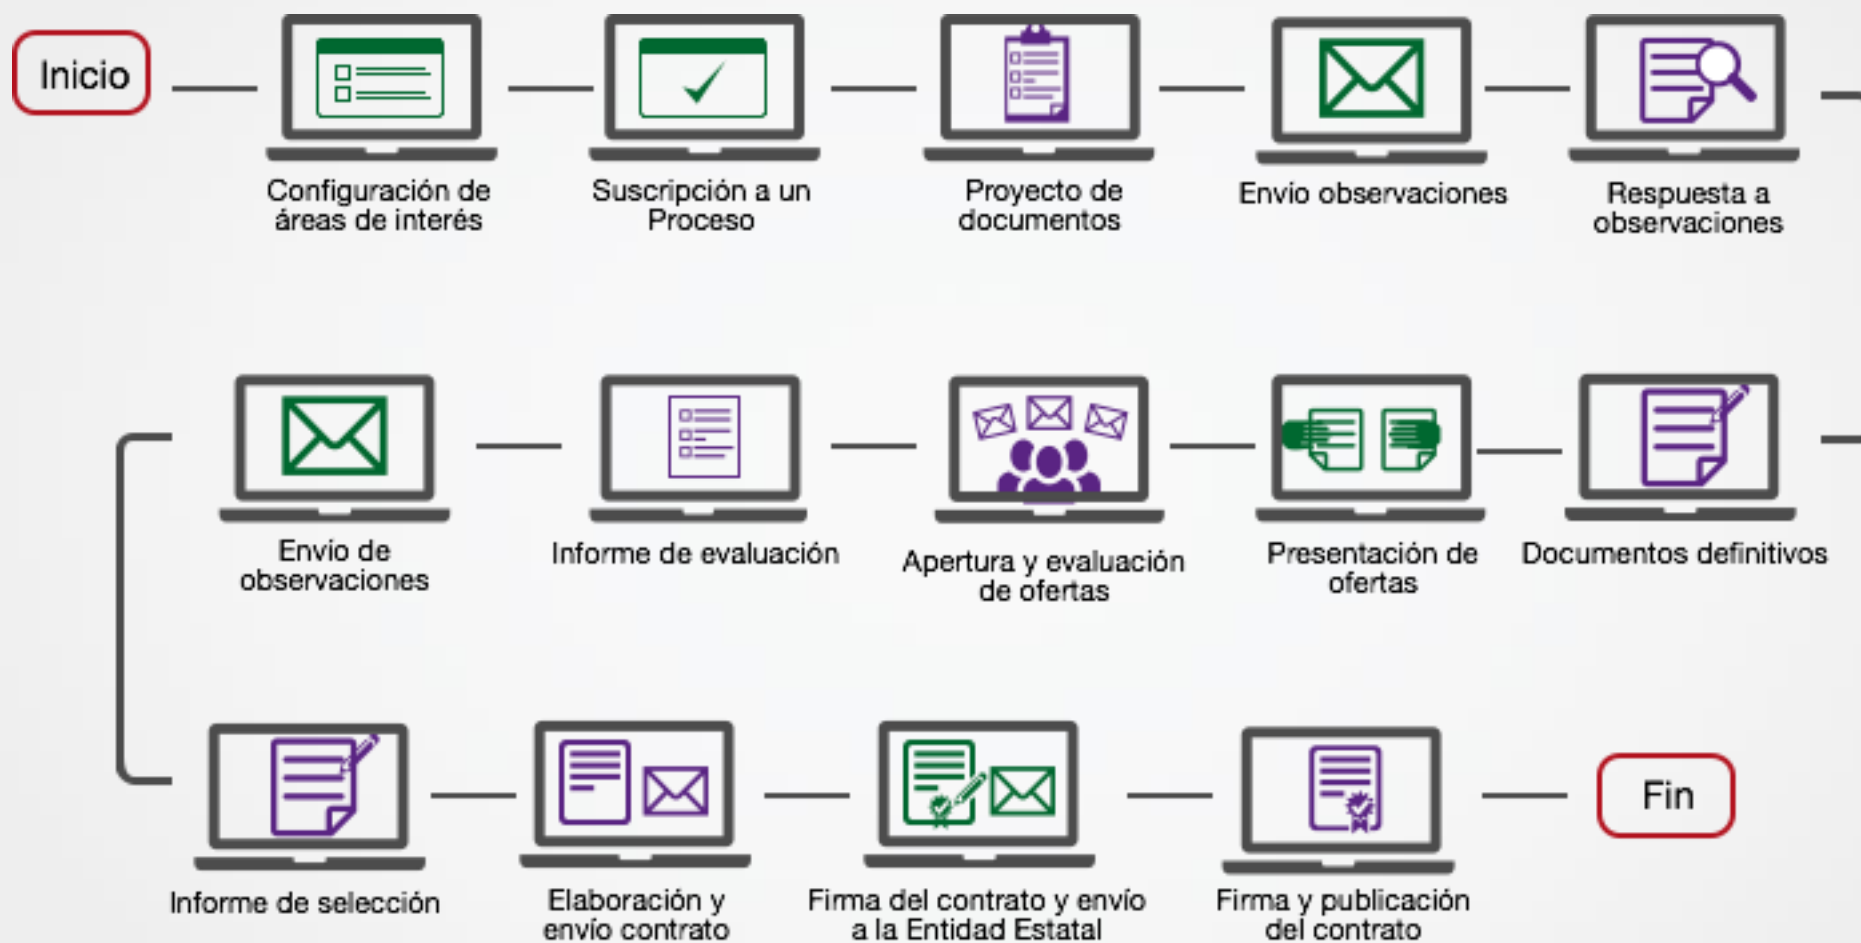 Inicio
Configuración de
áreas de interés
Suscripción a un
Proceso
Proyecto de
documentos
Envío observaciones
Respuesta a
observaciones
Envío de
observaciones
Informe de evaluación
Apertura y evaluación
de ofertas
Presentación de
ofertas
Documentos definitivos
Informe de selección
Elaboración y
envío contrato
Firma del contrato y envío
a la Entidad Estatal
Firma y publicación
del contrato
Fin